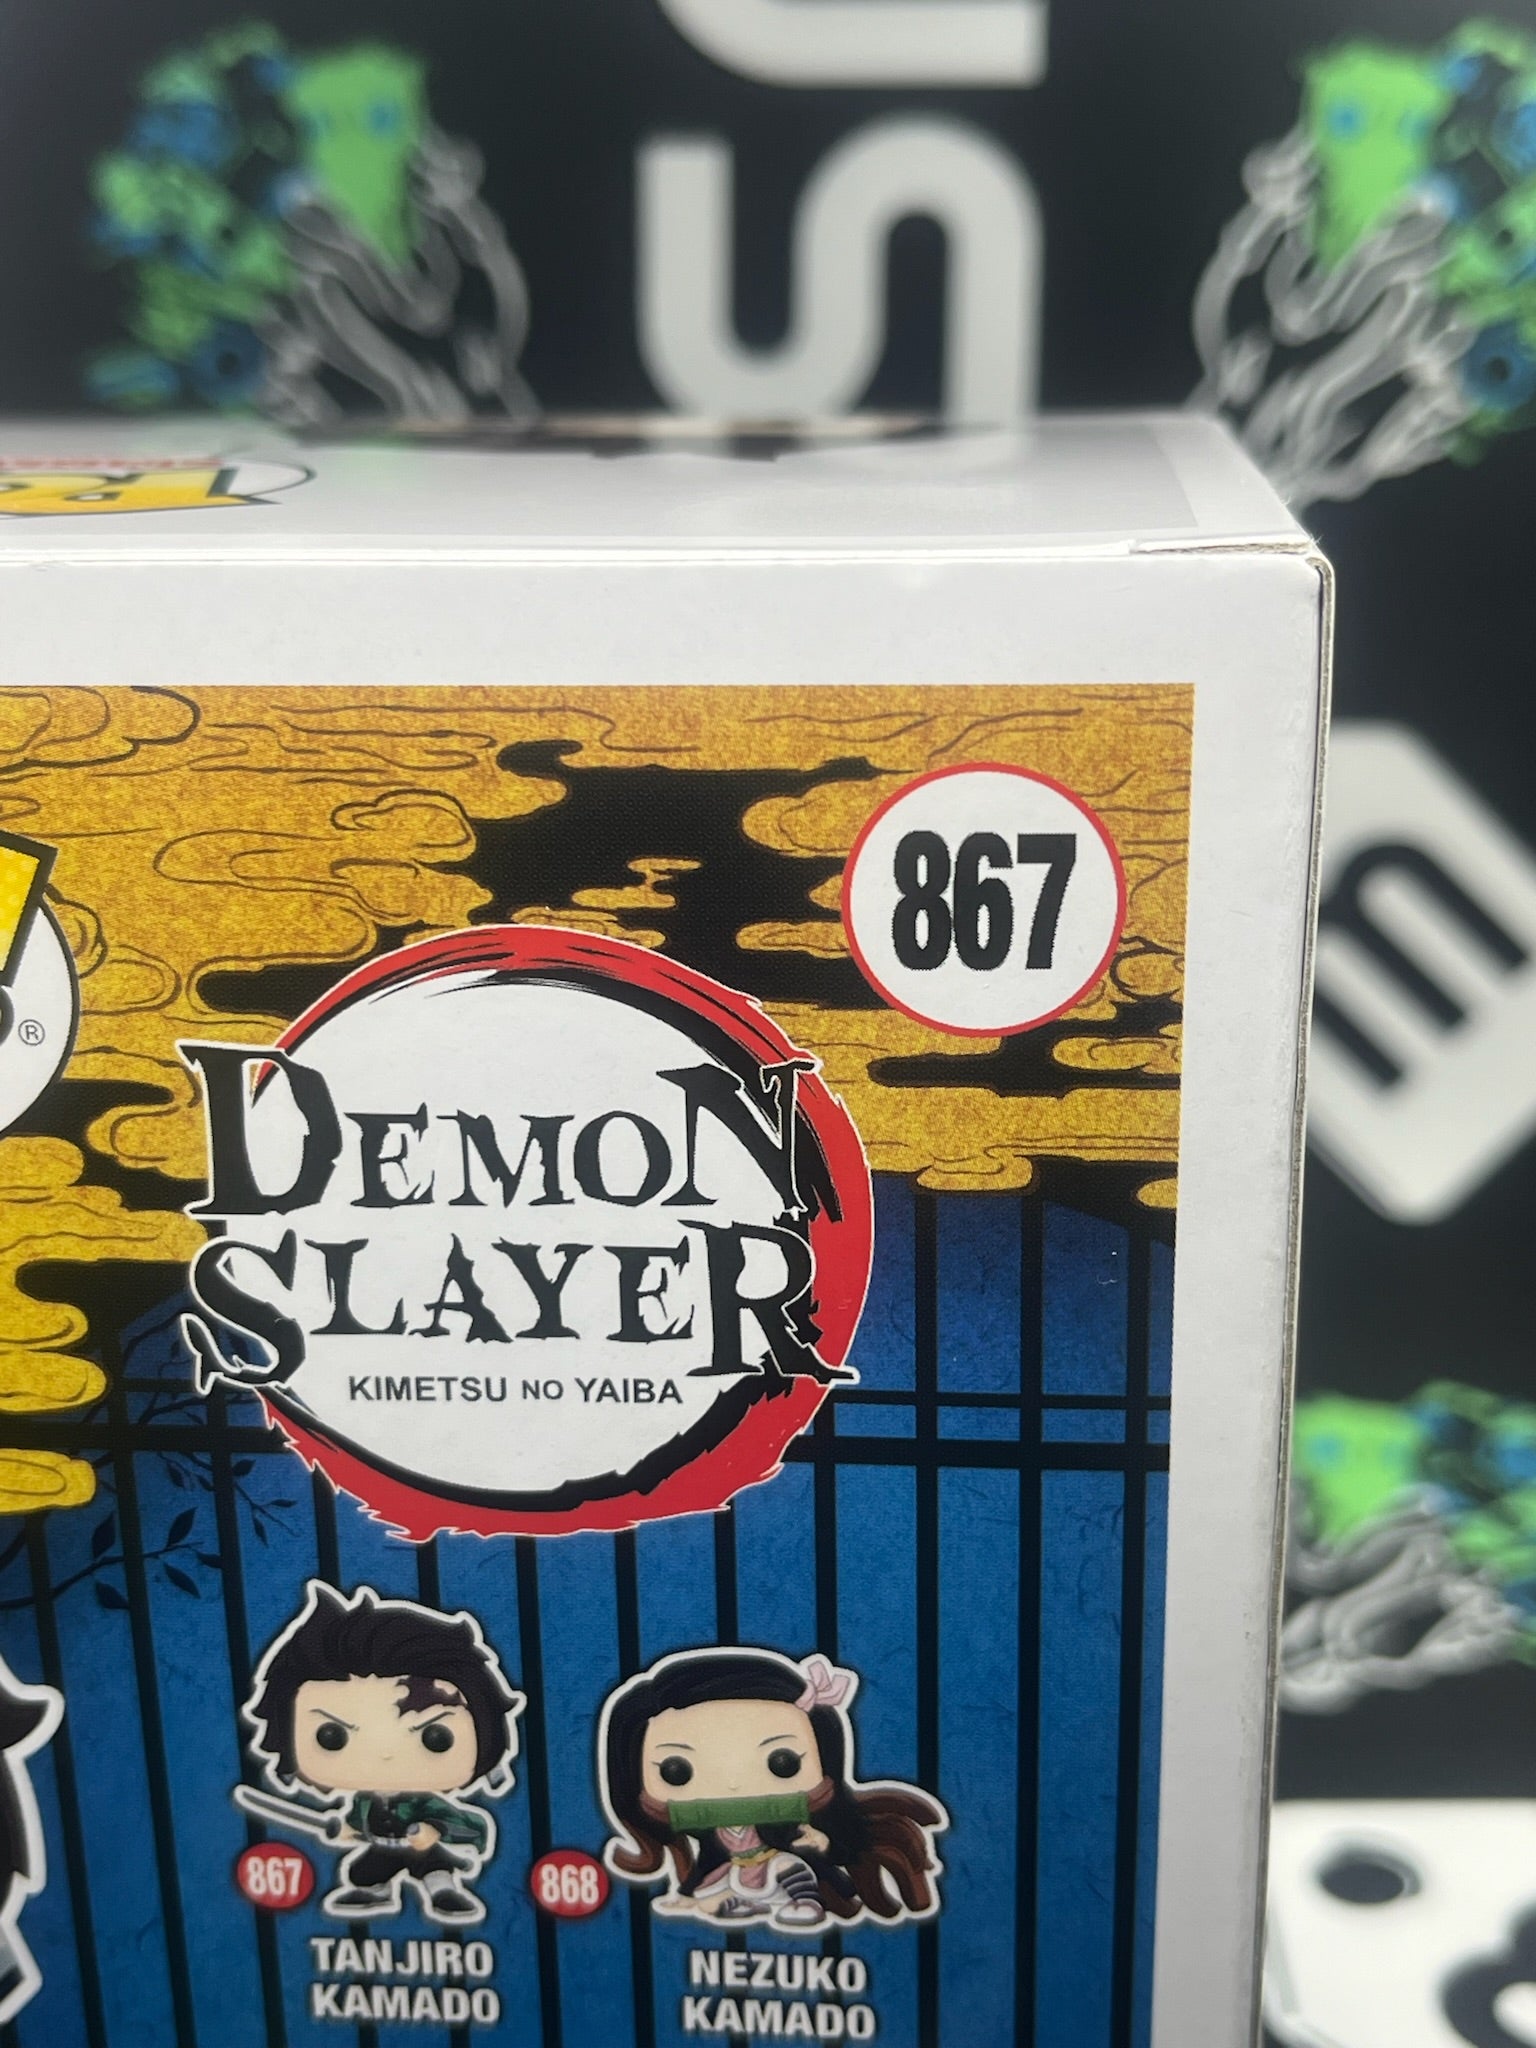 867
®
DEMON
SLAYER
KIMETSU NO YAIBA
867
868
TANJIRO
KAMADO
NEZUKO
KAMADO